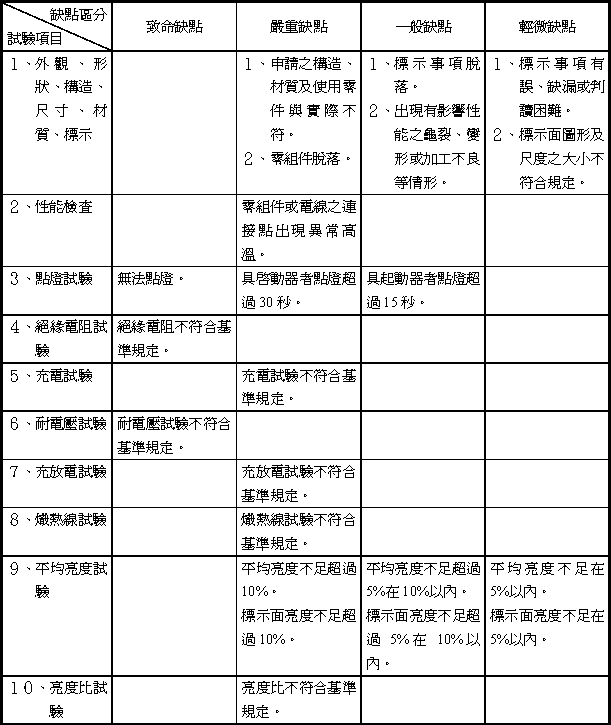 缺點區分
試驗項目
致命缺點
嚴重缺點
一般缺點
輕微缺點
１、外觀、形
狀、構造、
尺寸、材
質、標示
１、申請之構造、
材質及使用零
件與實際不
符。
２、零組件脫落。
１、標示事項脫
落。
２、出現有影響性
能之龜裂、變
形或加工不良
等情形。
１、標示事項有
誤、缺漏或判
讀困難。
２、標示面圖形及
尺度之大小不
符合規定。
２、性能檢查
零組件或電線之連
接點出現異常高
溫。
３、點燈試驗
無法點燈。
具啟動器者點燈超
過30秒。
具起動器者點燈超
過15秒。
４、絕緣電阻試
驗
絕緣電阻不符合基
準規定。
５、充電試驗
充電試驗不符合基
準規定。
６、耐電壓試驗
耐電壓試驗不符合
基準規定。
７、充放電試驗
充放電試驗不符合
基準規定。
８、熾熱線試驗
熾熱線試驗不符合
基準規定。
９、平均亮度試
驗
平均亮度不足超過
10%。
標示面亮度不足超
過10%。
平均亮度不足超過
5%在10%以內。
標示面亮度不足超
過 5%在 10%以
內。
平均亮度不足在
5%以內。
標示面亮度不足在
5%以內。
１０、亮度比試
驗
亮度比不符合基準
規定。